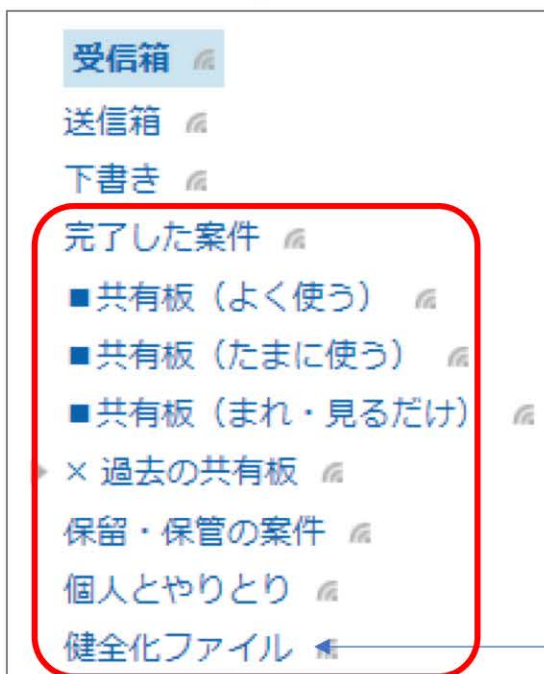 受信箱
送信箱
下書き
完了した案件
■共有板（よく使う）
■共有板（たまに使う）
■共有板（まれ・見るだけ）
× 過去の共有板
保留・保管の案件
個人とやりとり
健全化ファイル